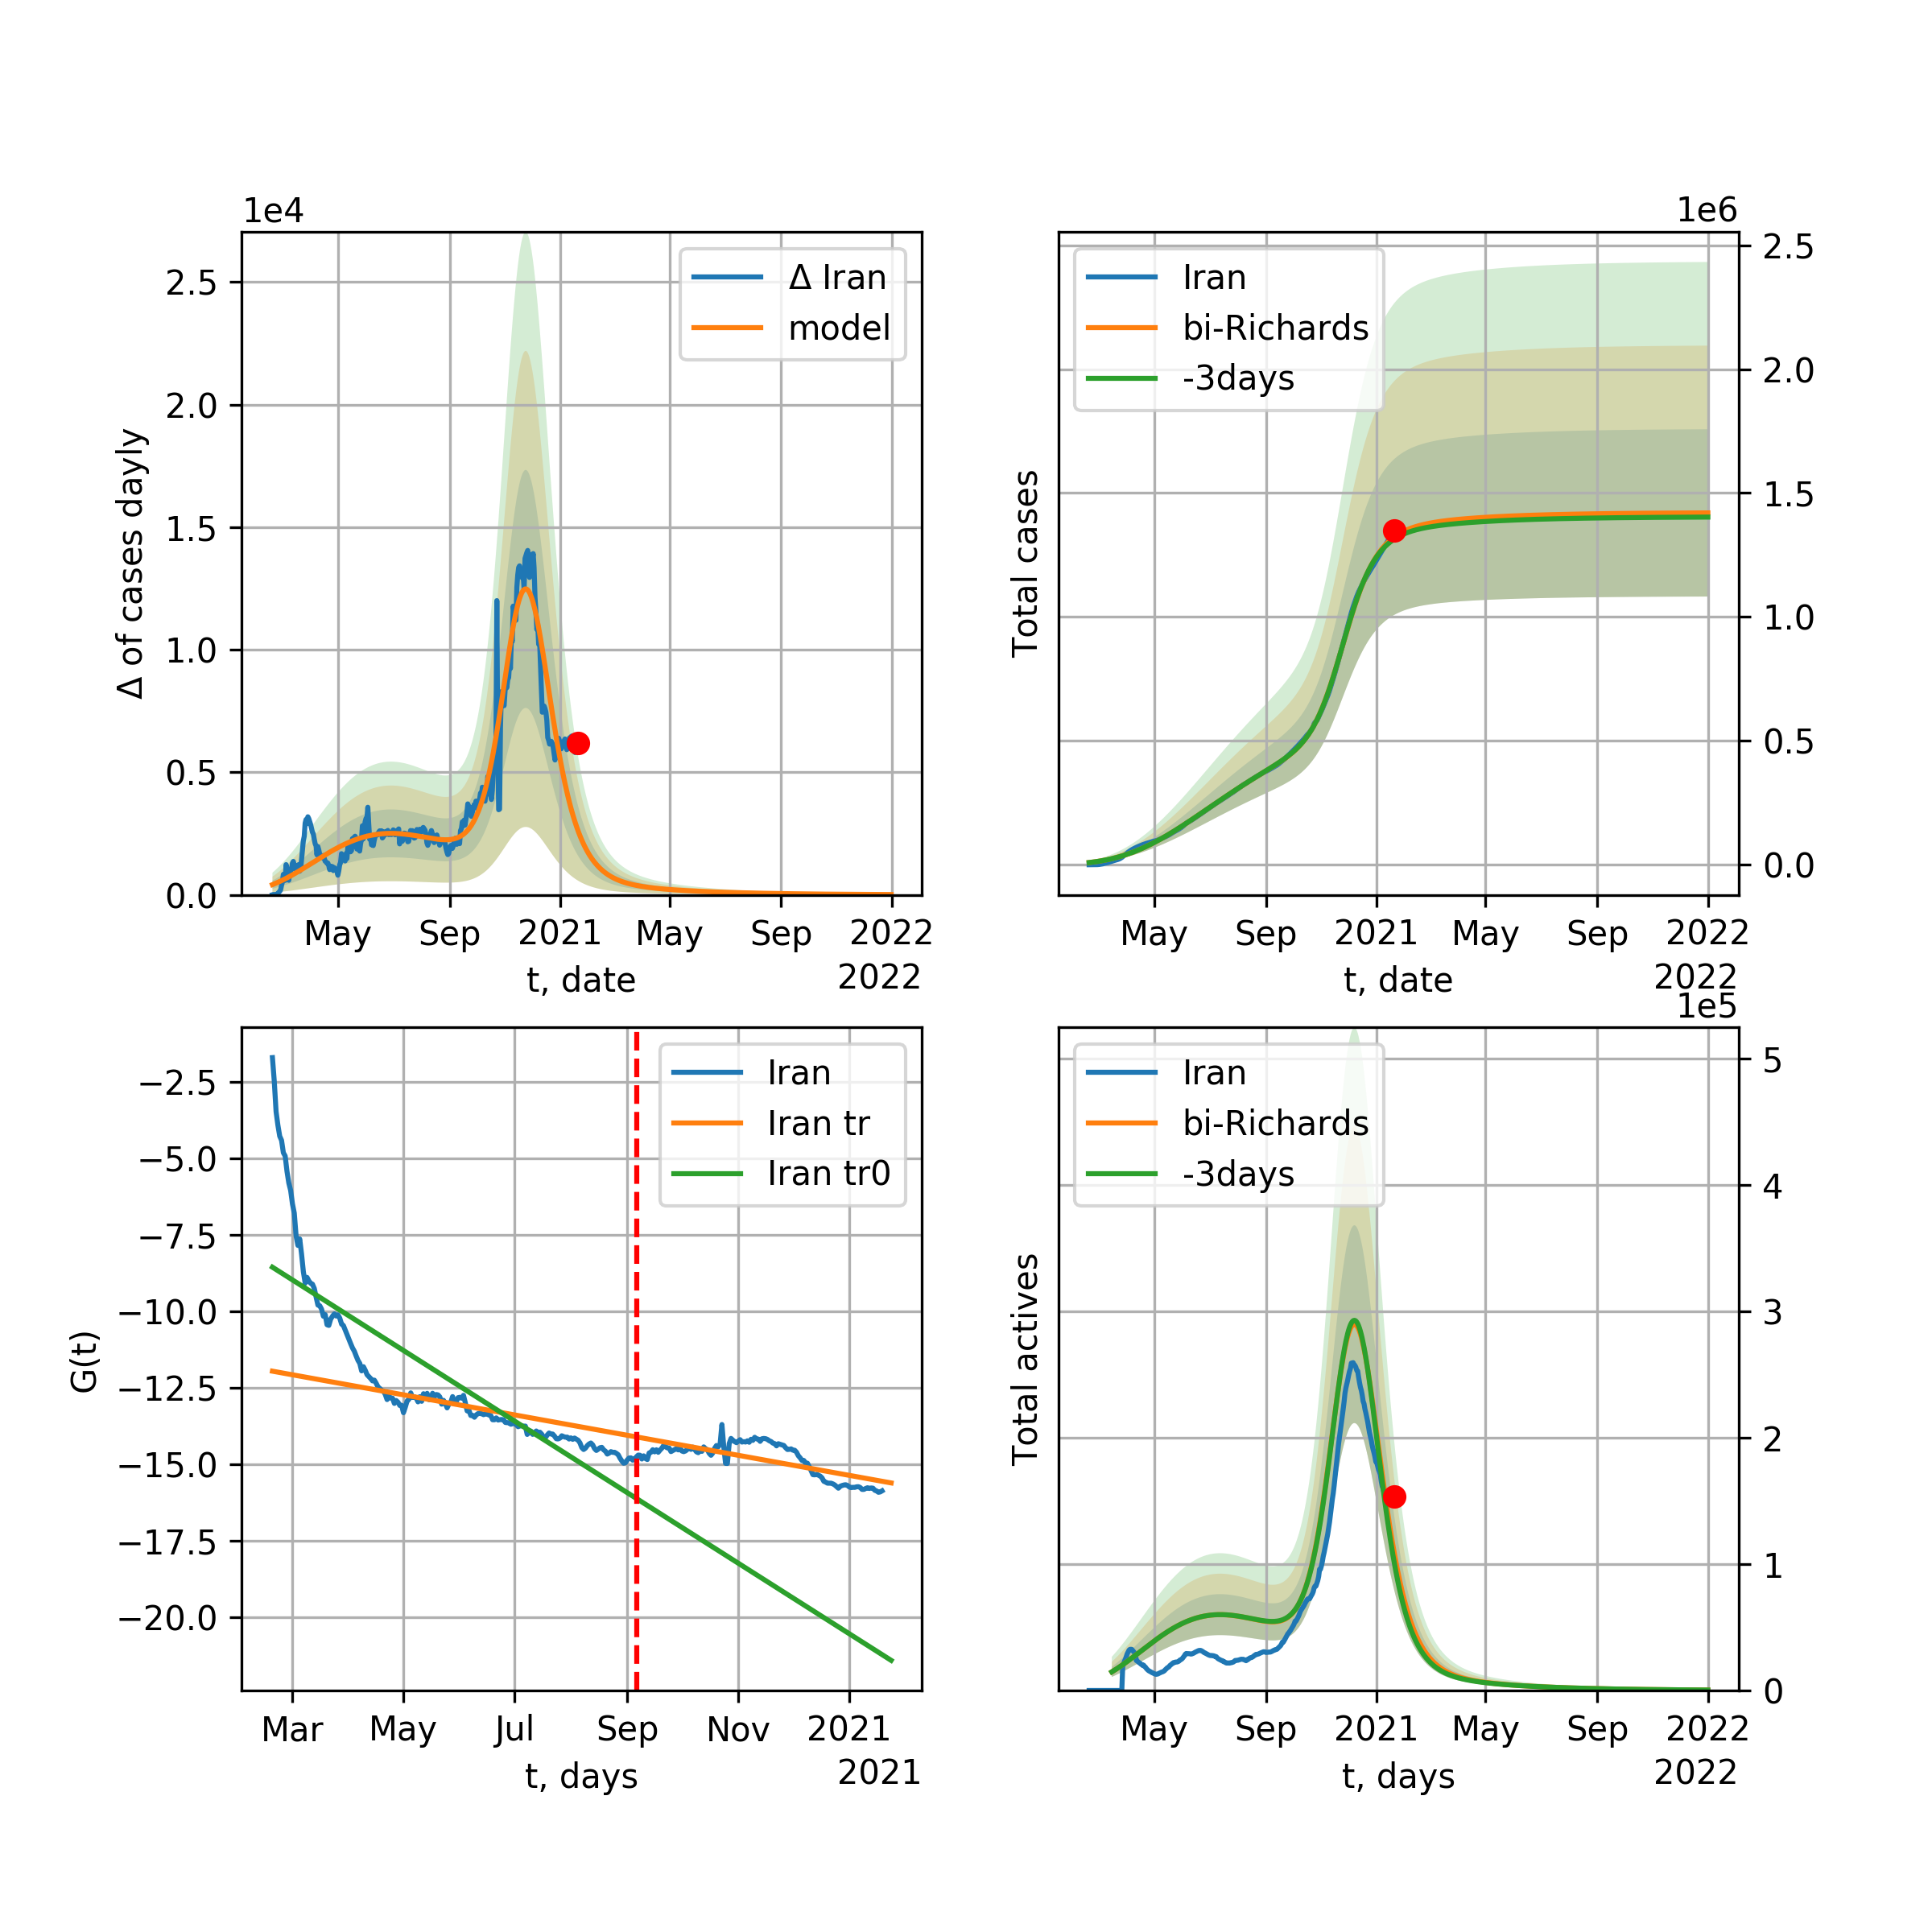 1e4
2.5
2.0
1.5
1.0
0.5
0.0
Δ of cases dayly
Δ Iran
model
May Sep 2021 May Sep 2022
t, date
2022
1e6
2.5
2.0
1.5
1.0
0.5
0.0
Total cases
Iran
bi-Richards
-3days
May Sep 2021 May Sep 2022
t, date
2022
−2.5
−5.0
−7.5
−10.0
−12.5
−15.0
−17.5
−20.0
G(t)
Iran
Iran tr
Iran tr0
Mar May Jul Sep Nov 2021
t, days
2021
1e5
5
4
3
2
1
0
Total actives
Iran
bi-Richards
-3days
May Sep 2021 May Sep 2022
t, days
2022